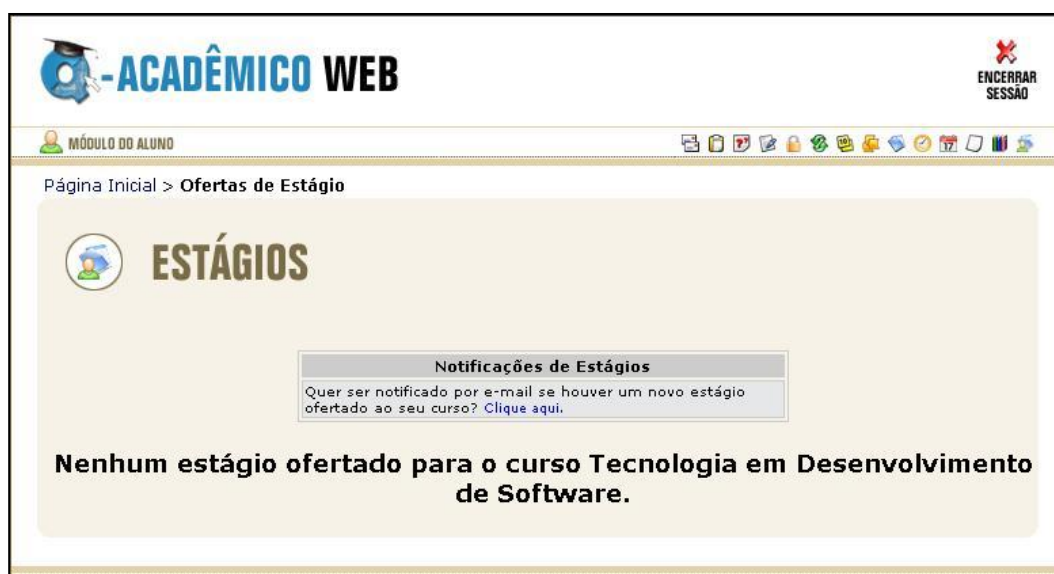 Q-ACADÊMICO WEB
ENCERRAR
SESSÃO
MÓDULO DO ALUNO
Página Inicial > Ofertas de Estágio
ESTÁGIOS
Notificações de Estágios
Quer ser notificado por e-mail se houver um novo estágio
ofertado ao seu curso? Clique aqui.
Nenhum estágio ofertado para o curso Tecnologia em Desenvolvimento
de Software.